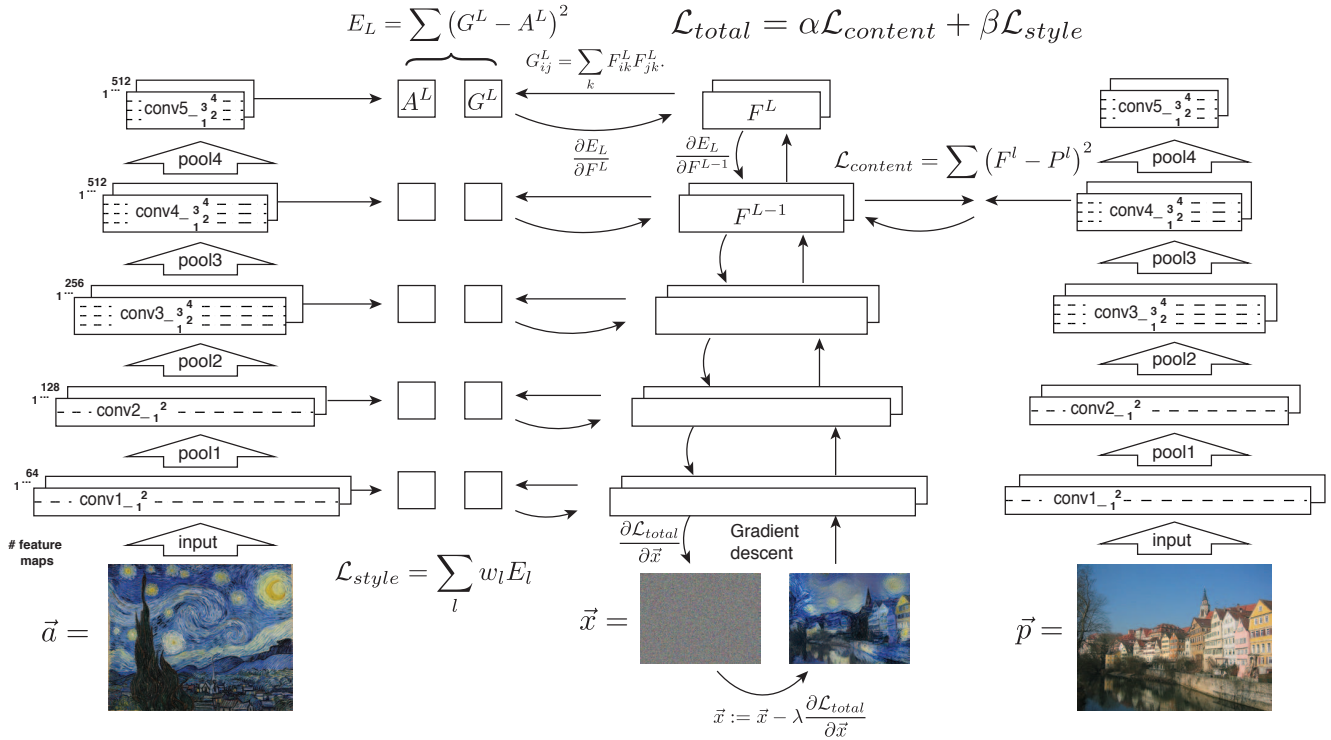 E_L = ∑ (G^L − A^L)^2
ℒ_total = αℒ_content + βℒ_style
G^L_ij = ∑_k F^L_ik F^L_jk.
1...512
conv5_ 1 2 3 4
A^L
G^L
F^L
conv5_ 1 2 3 4
∂E_L/∂F^L
∂E_L/∂F^{L−1}
ℒ_content = ∑ (F^l − P^l)^2
pool4
pool4
1...512
conv4_ 1 2 3 4
F^{L−1}
conv4_ 1 2 3 4
pool3
pool3
1...256
conv3_ 1 2 3 4
conv3_ 1 2 3 4
pool2
pool2
1...128
conv2_ 1 2
conv2_ 1 2
pool1
pool1
1...64
conv1_ 1 2
conv1_ 1 2
# feature
maps
input
∂ℒ_total/∂x⃗
Gradient
descent
input
ℒ_style = ∑_l w_l E_l
a⃗ =
x⃗ =
p⃗ =
x⃗ := x⃗ − λ ∂ℒ_total/∂x⃗